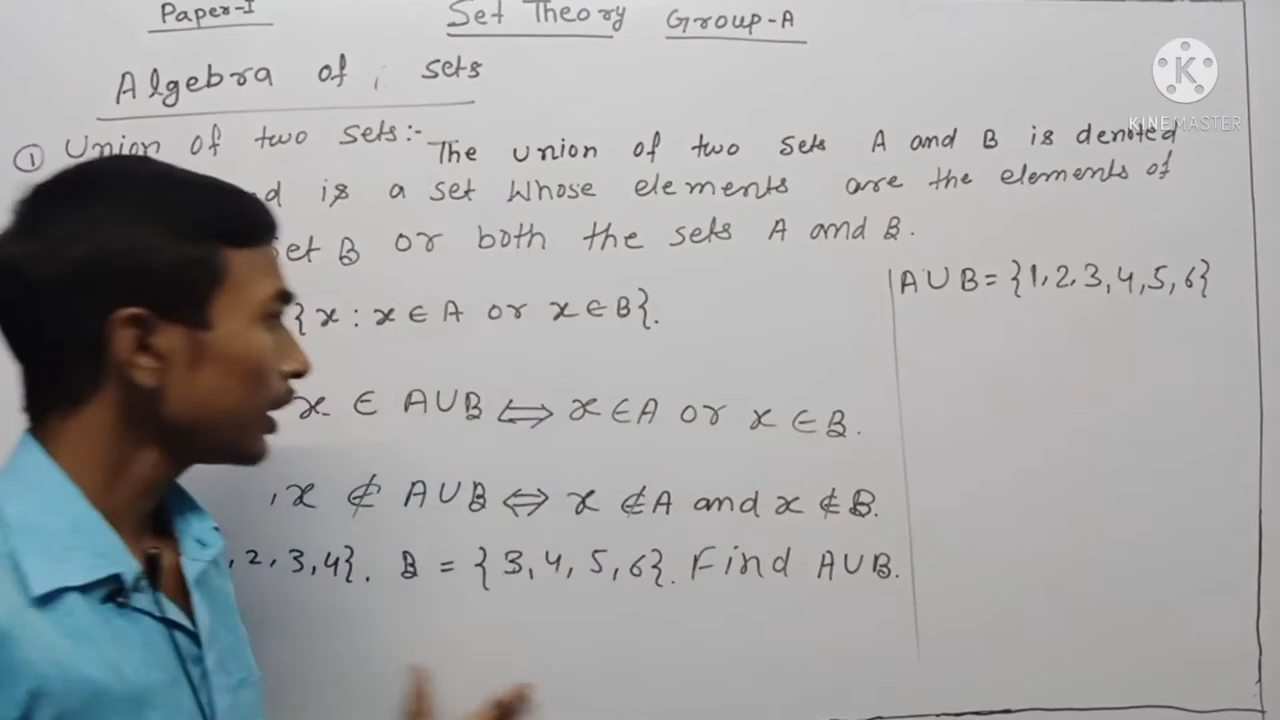 Paper-I Set Theory Group-A
Algebra of sets
① Union of two sets:- The union of two sets A and B is denoted
is a set whose elements are the elements of
set B or both the sets A and B.
A∪B = {1, 2, 3, 4, 5, 6}
{x : x ∈ A or x ∈ B}.
x ∈ A∪B ⇔ x ∈ A or x ∈ B.
, x ∉ A∪B ⇔ x ∉ A and x ∉ B.
, 2, 3, 4}. B = {3, 4, 5, 6}. Find A∪B.
K
KINEMASTER